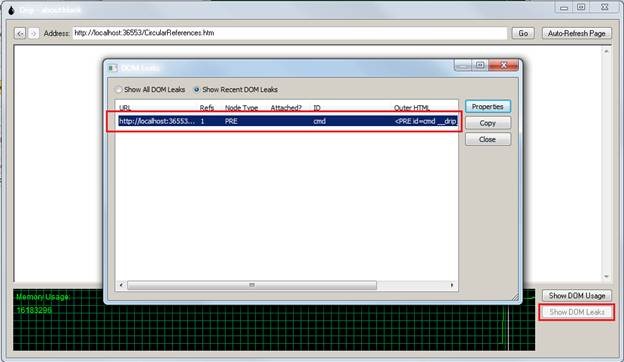 Drip - about:blank
<- -> Address: http://localhost:36553/CircularReferences.htm Go Auto-Refresh Page
DOM Leaks
Show All DOM Leaks Show Recent DOM Leaks
URL Refs Node Type Attached? ID Outer HTML Properties
http://localhost:36553... 1 PRE cmd <PRE id=cmd __drip
Copy
Close
Memory Usage:
16183296
Show DOM Usage
Show DOM Leaks